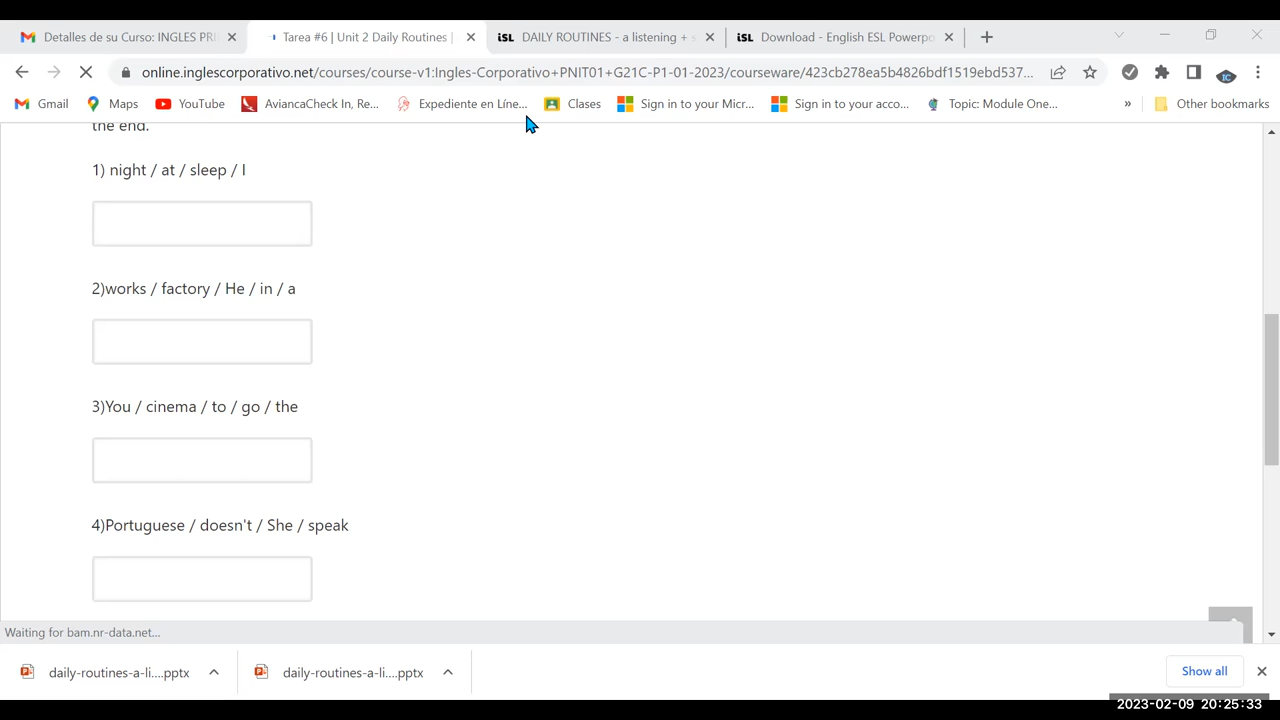 Detalles de su Curso: INGLES PRI
Tarea #6 | Unit 2 Daily Routines |
iSL DAILY ROUTINES - a listening + s
iSL Download - English ESL Powerpo
online.inglescorporativo.net/courses/course-v1:Ingles-Corporativo+PNIT01+G21C-P1-01-2023/courseware/423cb278ea5b4826bdf1519ebd537...
IC
Gmail Maps YouTube AviancaCheck In, Re... Expediente en Líne... Clases Sign in to your Micr... Sign in to your acco... Topic: Module One... » Other bookmarks
the end.
1) night / at / sleep / I
2)works / factory / He / in / a
3)You / cinema / to / go / the
4)Portuguese / doesn't / She / speak
Waiting for bam.nr-data.net...
daily-routines-a-li....pptx
daily-routines-a-li....pptx
Show all
2023-02-09 20:25:33